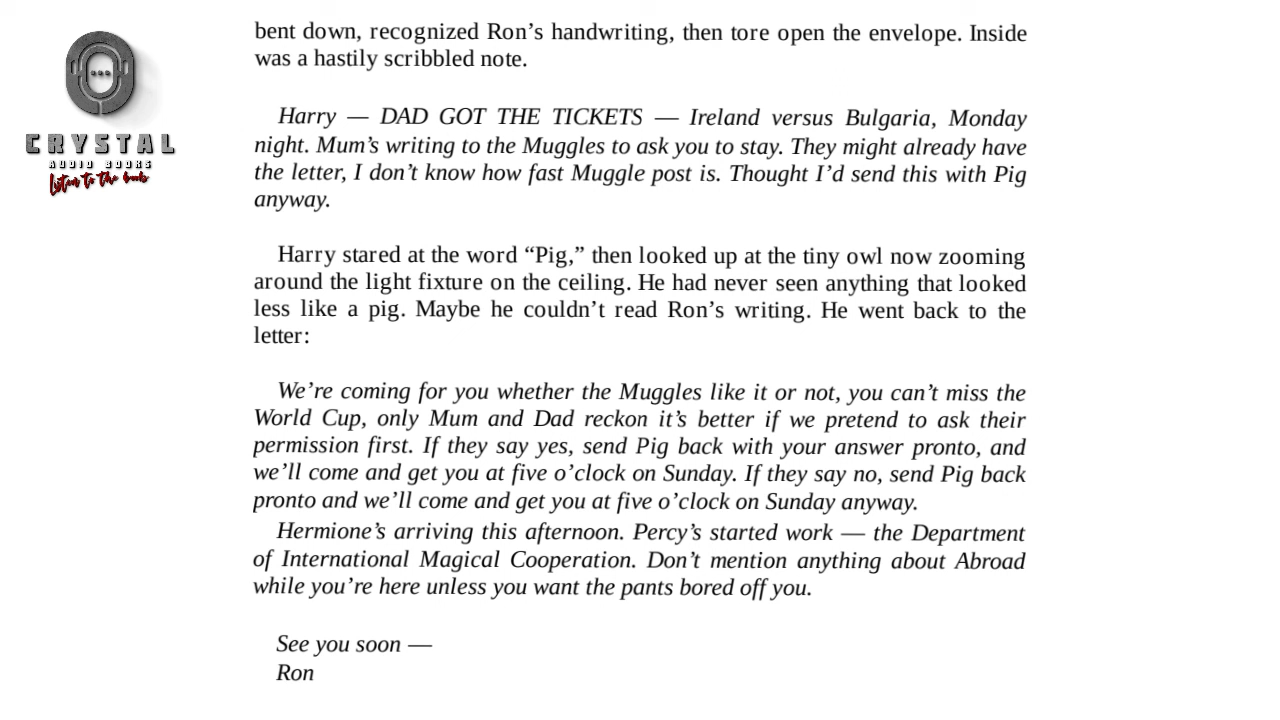 CRYSTAL
AUDIO BOOKS
Listen to the book
bent down, recognized Ron’s handwriting, then tore open the envelope. Inside
was a hastily scribbled note.
Harry — DAD GOT THE TICKETS — Ireland versus Bulgaria, Monday
night. Mum’s writing to the Muggles to ask you to stay. They might already have
the letter, I don’t know how fast Muggle post is. Thought I’d send this with Pig
anyway.
Harry stared at the word “Pig,” then looked up at the tiny owl now zooming
around the light fixture on the ceiling. He had never seen anything that looked
less like a pig. Maybe he couldn’t read Ron’s writing. He went back to the
letter:
We’re coming for you whether the Muggles like it or not, you can’t miss the
World Cup, only Mum and Dad reckon it’s better if we pretend to ask their
permission first. If they say yes, send Pig back with your answer pronto, and
we’ll come and get you at five o’clock on Sunday. If they say no, send Pig back
pronto and we’ll come and get you at five o’clock on Sunday anyway.
Hermione’s arriving this afternoon. Percy’s started work — the Department
of International Magical Cooperation. Don’t mention anything about Abroad
while you’re here unless you want the pants bored off you.
See you soon —
Ron